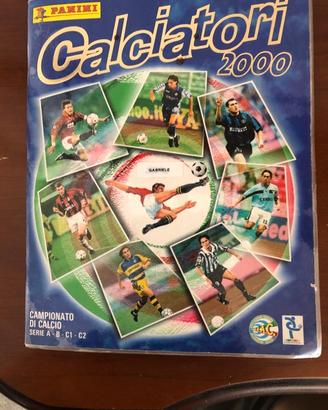 PANINI
Calciatori
2000
GABRIELE
CAMPIONATO
DI CALCIO
SERIE A - B - C1 - C2